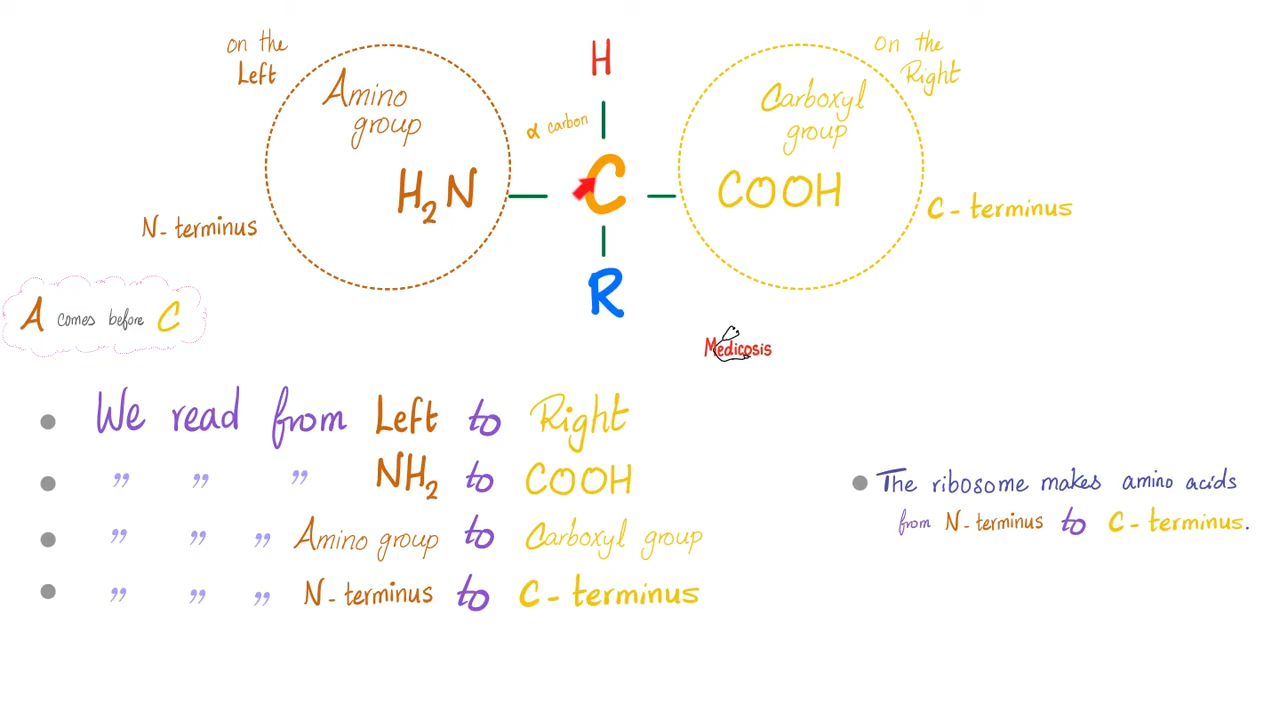 on the
Left
Amino
group
H₂N
N-terminus
H
α carbon
C
R
on the
Right
Carboxyl
group
COOH
C-terminus
A comes before C
Medicosis
We read from Left to Right
" " " NH₂ to COOH
" " " Amino group to Carboxyl group
" " " N-terminus to C-terminus
The ribosome makes amino acids
from N-terminus to C-terminus.